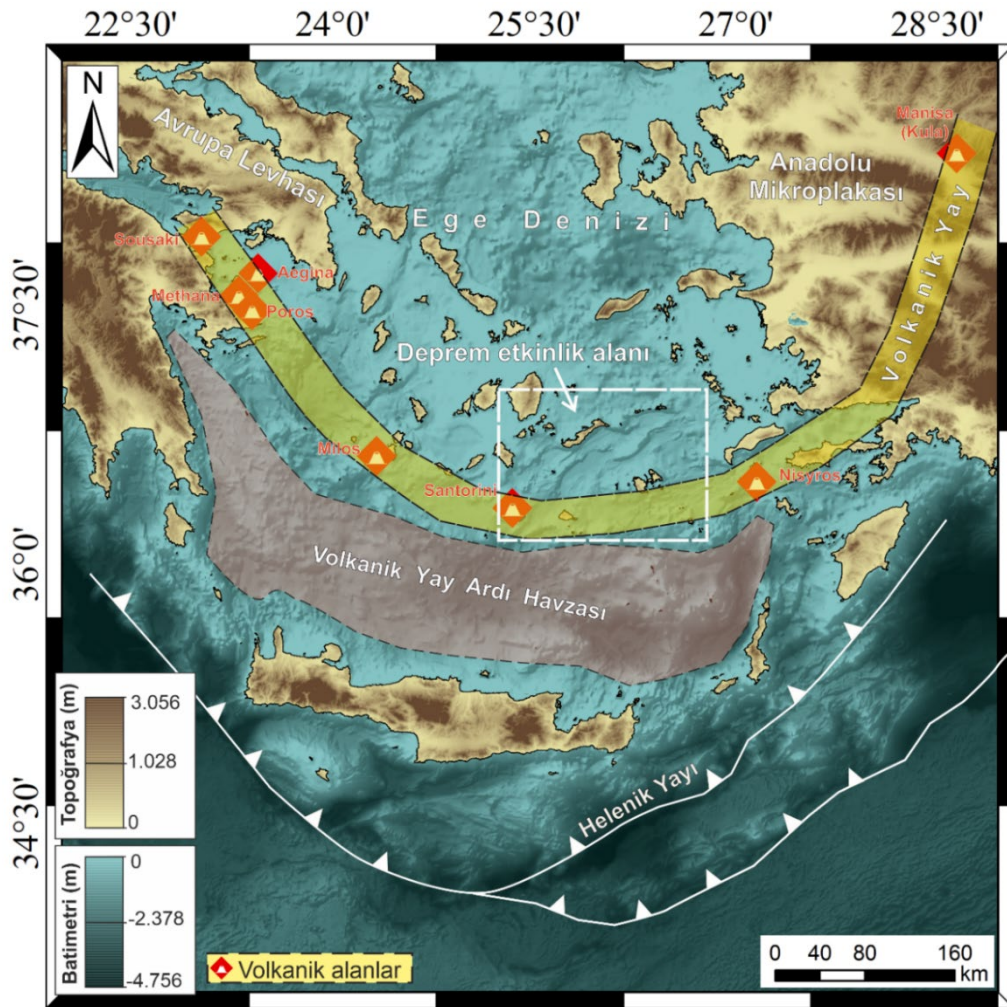 22°30' 24°0' 25°30' 27°0' 28°30'
N
Avrupa Levhası
Manisa
(Kula)
Anadolu
Mikroplakası
Ege Denizi
Volkanik Yay
Sousaki
Aegina
Methana
Poros
37°30'
Deprem etkinlik alanı
Milos
Santorini
Nisyros
36°0'
Volkanik Yay Ardı Havzası
Helenik Yayı
34°30'
Topoğrafya (m)
3.056
1.028
0
Batimetri (m)
0
-2.378
-4.756
Volkanik alanlar
0 40 80 160
km